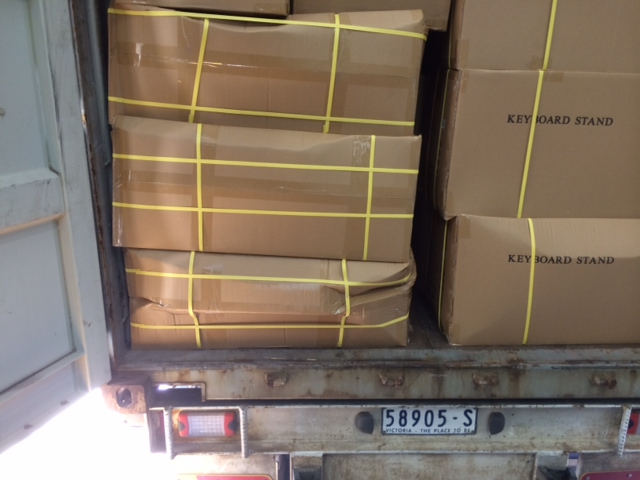 KEYBOARD STAND
KEYBOARD STAND
58905-S
VICTORIA - THE PLACE TO BE